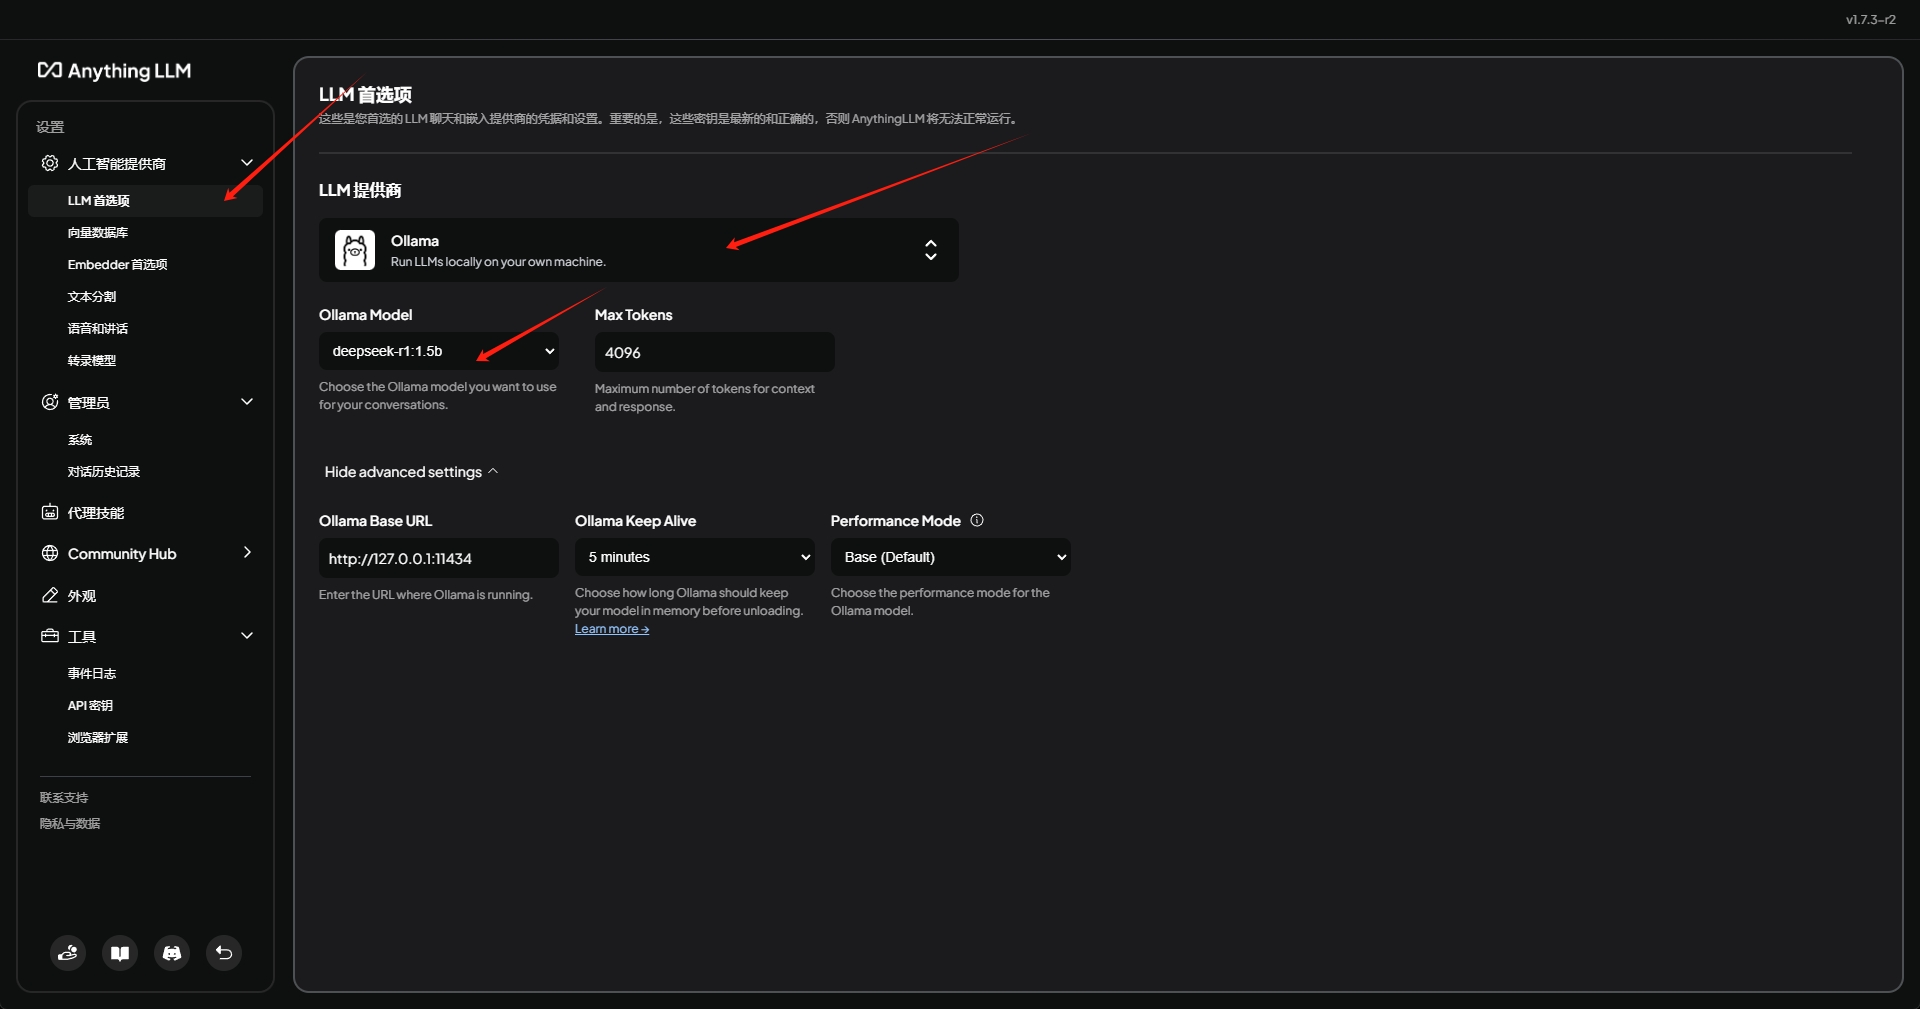 v1.7.3-r2
Anything LLM
设置
人工智能提供商
LLM 首选项
向量数据库
Embedder 首选项
文本分割
语音和讲话
转录模型
管理员
系统
对话历史记录
代理技能
Community Hub
外观
工具
事件日志
API 密钥
浏览器扩展
联系支持
隐私与数据
LLM 首选项
这些是您首选的 LLM 聊天和嵌入提供商的凭据和设置。重要的是，这些密钥是最新的和正确的，否则 AnythingLLM 将无法正常运行。
LLM 提供商
Ollama
Run LLMs locally on your own machine.
Ollama Model
deepseek-r1:1.5b
Choose the Ollama model you want to use
for your conversations.
Max Tokens
4096
Maximum number of tokens for context
and response.
Hide advanced settings
Ollama Base URL
http://127.0.0.1:11434
Enter the URL where Ollama is running.
Ollama Keep Alive
5 minutes
Choose how long Ollama should keep
your model in memory before unloading.
Learn more →
Performance Mode
Base (Default)
Choose the performance mode for the
Ollama model.